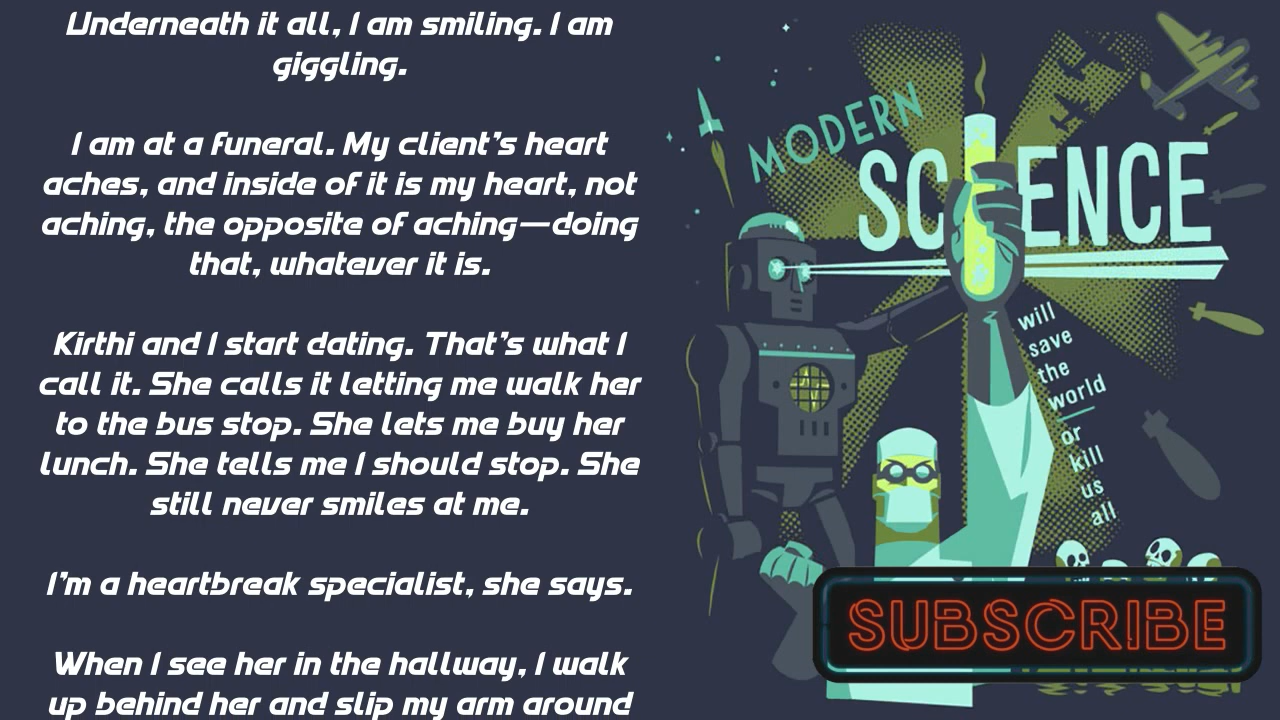 Underneath it all, I am smiling. I am
giggling.
I am at a funeral. My client's heart
aches, and inside of it is my heart, not
aching, the opposite of aching—doing
that, whatever it is.
Kirthi and I start dating. That's what I
call it. She calls it letting me walk her
to the bus stop. She lets me buy her
lunch. She tells me I should stop. She
still never smiles at me.
I'm a heartbreak specialist, she says.
When I see her in the hallway, I walk
up behind her and slip my arm around
MODERN
SCIENCE
will
save
the
world
or
kill
us
all
SUBSCRIBE